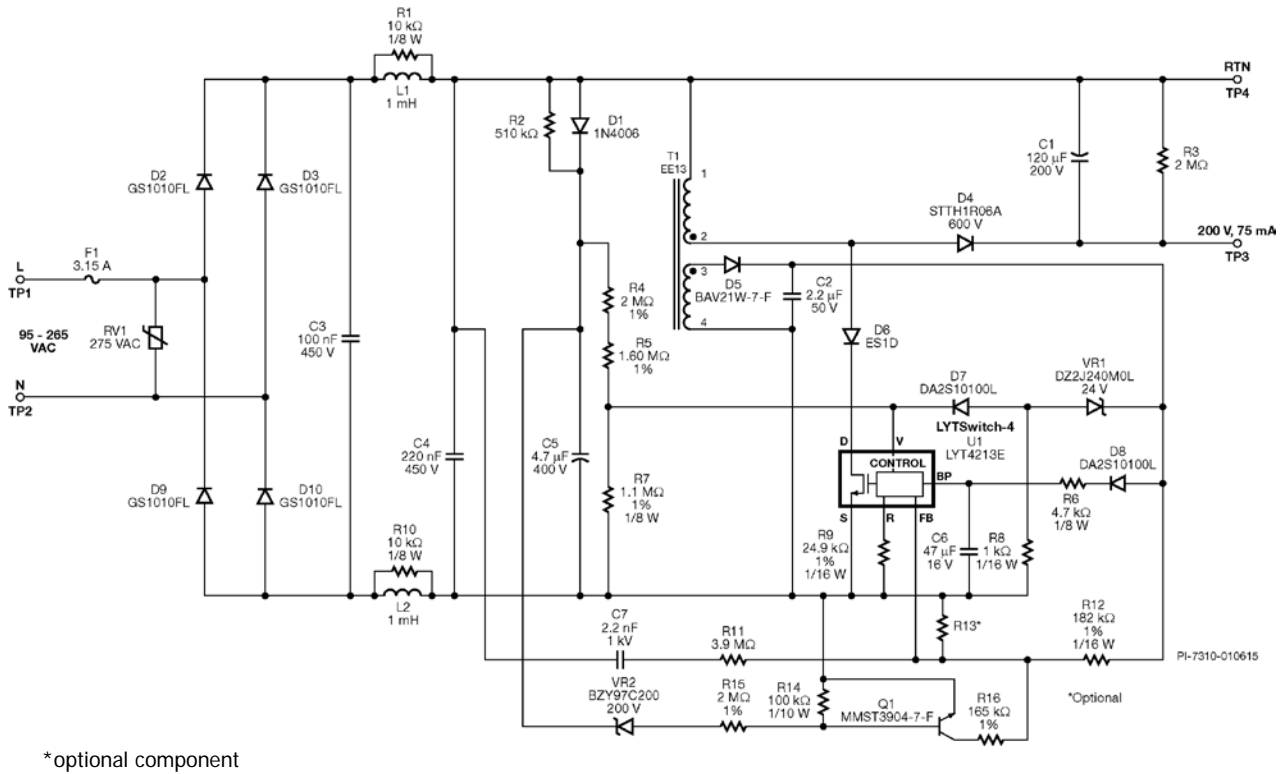 R1
10 kΩ
1/8 W
L1
1 mH
RTN
TP4
R2
510 kΩ
D1
1N4006
T1
EE13
1
2
3
4
C1
120 µF
200 V
R3
2 MΩ
D2
GS1010FL
D3
GS1010FL
D4
STTH1R06A
600 V
200 V, 75 mA
TP3
L
TP1
F1
3.15 A
RV1
275 VAC
95 - 265
VAC
N
TP2
C3
100 nF
450 V
R4
2 MΩ
1%
R5
1.60 MΩ
1%
D5
BAV21W-7-F
C2
2.2 µF
50 V
D6
ES1D
D7
DA2S10100L
VR1
DZ2J240M0L
24 V
LYTSwitch-4
U1
LYT4213E
D
V
CONTROL
BP
S
R
FB
D8
DA2S10100L
R6
4.7 kΩ
1/8 W
D9
GS1010FL
D10
GS1010FL
C4
220 nF
450 V
C5
4.7 µF
400 V
R7
1.1 MΩ
1%
1/8 W
R9
24.9 kΩ
1%
1/16 W
C6
47 µF
16 V
R8
1 kΩ
1/16 W
R10
10 kΩ
1/8 W
L2
1 mH
C7
2.2 nF
1 kV
R11
3.9 MΩ
R13*
R12
182 kΩ
1%
1/16 W
PI-7310-010615
VR2
BZY97C200
200 V
R15
2 MΩ
1%
R14
100 kΩ
1/10 W
Q1
MMST3904-7-F
R16
165 kΩ
1%
*Optional
*optional component